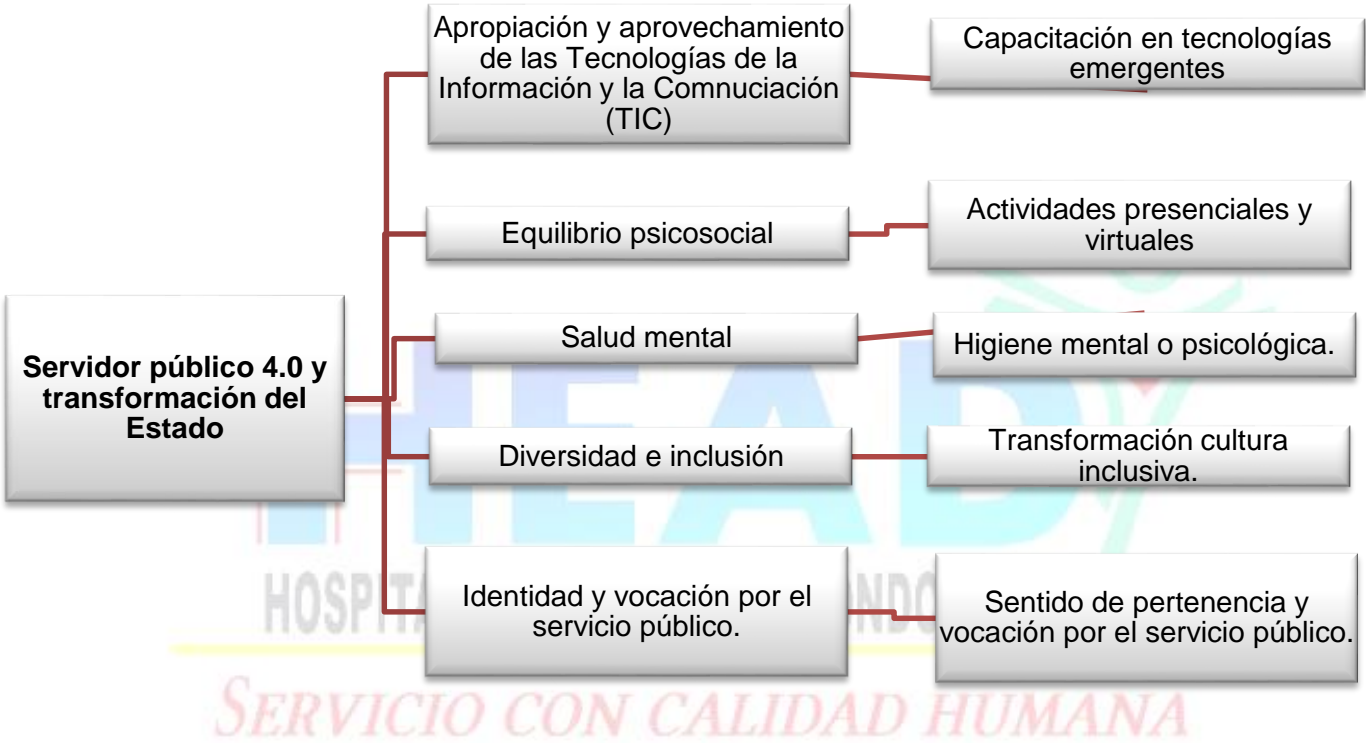 Apropiación y aprovechamiento
de las Tecnologías de la
Información y la Comnuciación
(TIC)
Capacitación en tecnologías
emergentes
Equilibrio psicosocial
Actividades presenciales y
virtuales
Servidor público 4.0 y
transformación del
Estado
Salud mental
Higiene mental o psicológica.
Diversidad e inclusión
Transformación cultura
inclusiva.
Identidad y vocación por el
servicio público.
Sentido de pertenencia y
vocación por el servicio público.
HEAD
SERVICIO CON CALIDAD HUMANA